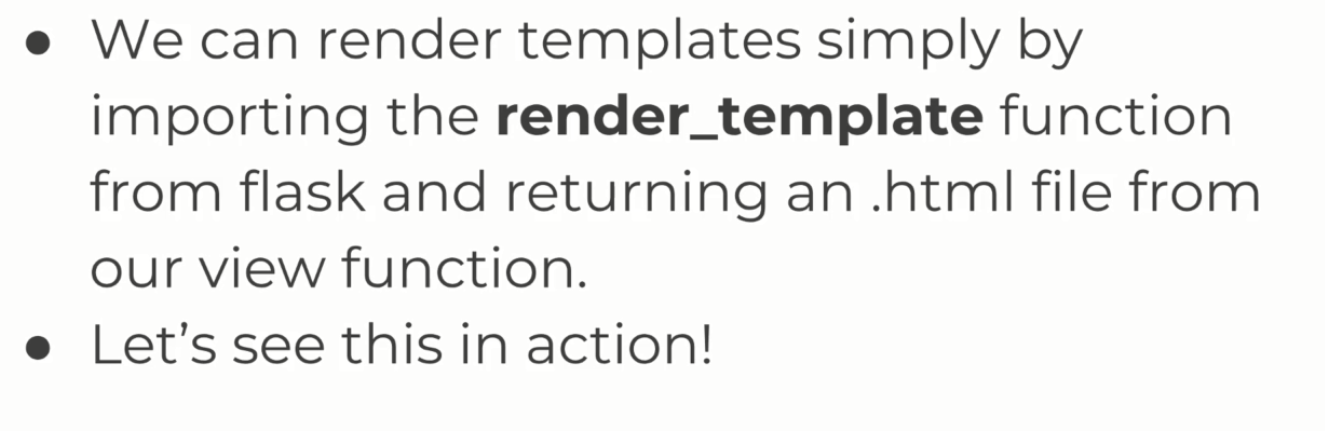 ● We can render templates simply by
importing the render_template function
from flask and returning an .html file from
our view function.
● Let’s see this in action!